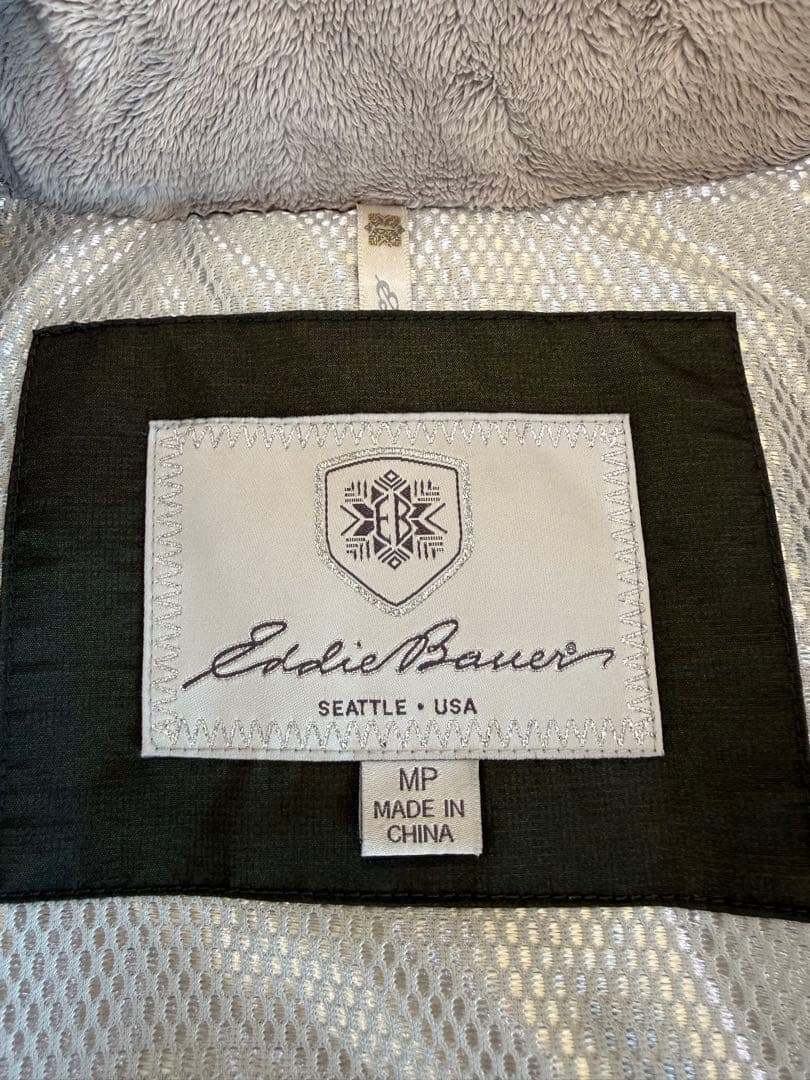 EB
Eddie Bauer®
SEATTLE • USA
MP
MADE IN
CHINA